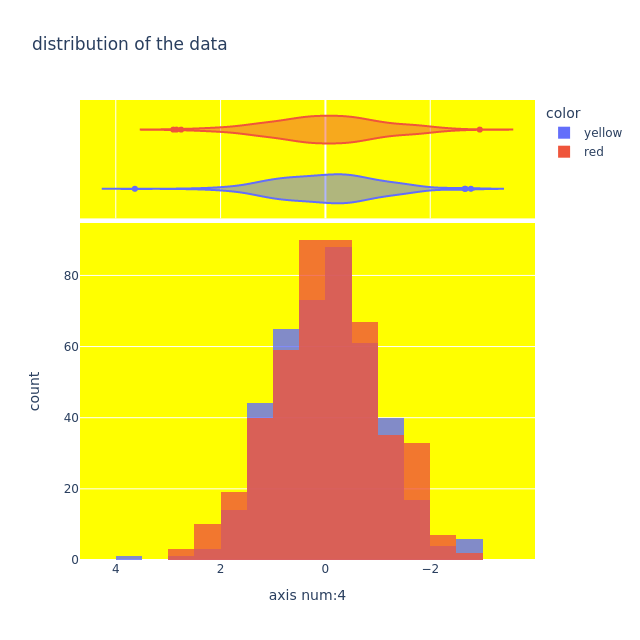 distribution of the data
color
yellow
red
80
60
40
20
0
count
4
2
0
−2
axis num:4